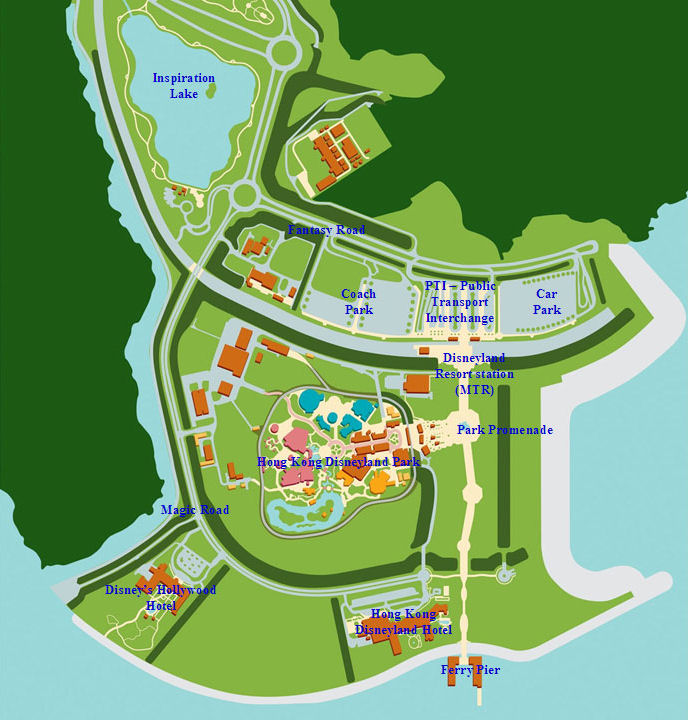 Inspiration
Lake
Fantasy Road
Coach
Park
PTI – Public
Transport
Interchange
Car
Park
Disneyland
Resort station
(MTR)
Park Promenade
Hong Kong Disneyland Park
Magic Road
Disney's Hollywood
Hotel
Hong Kong
Disneyland Hotel
Ferry Pier